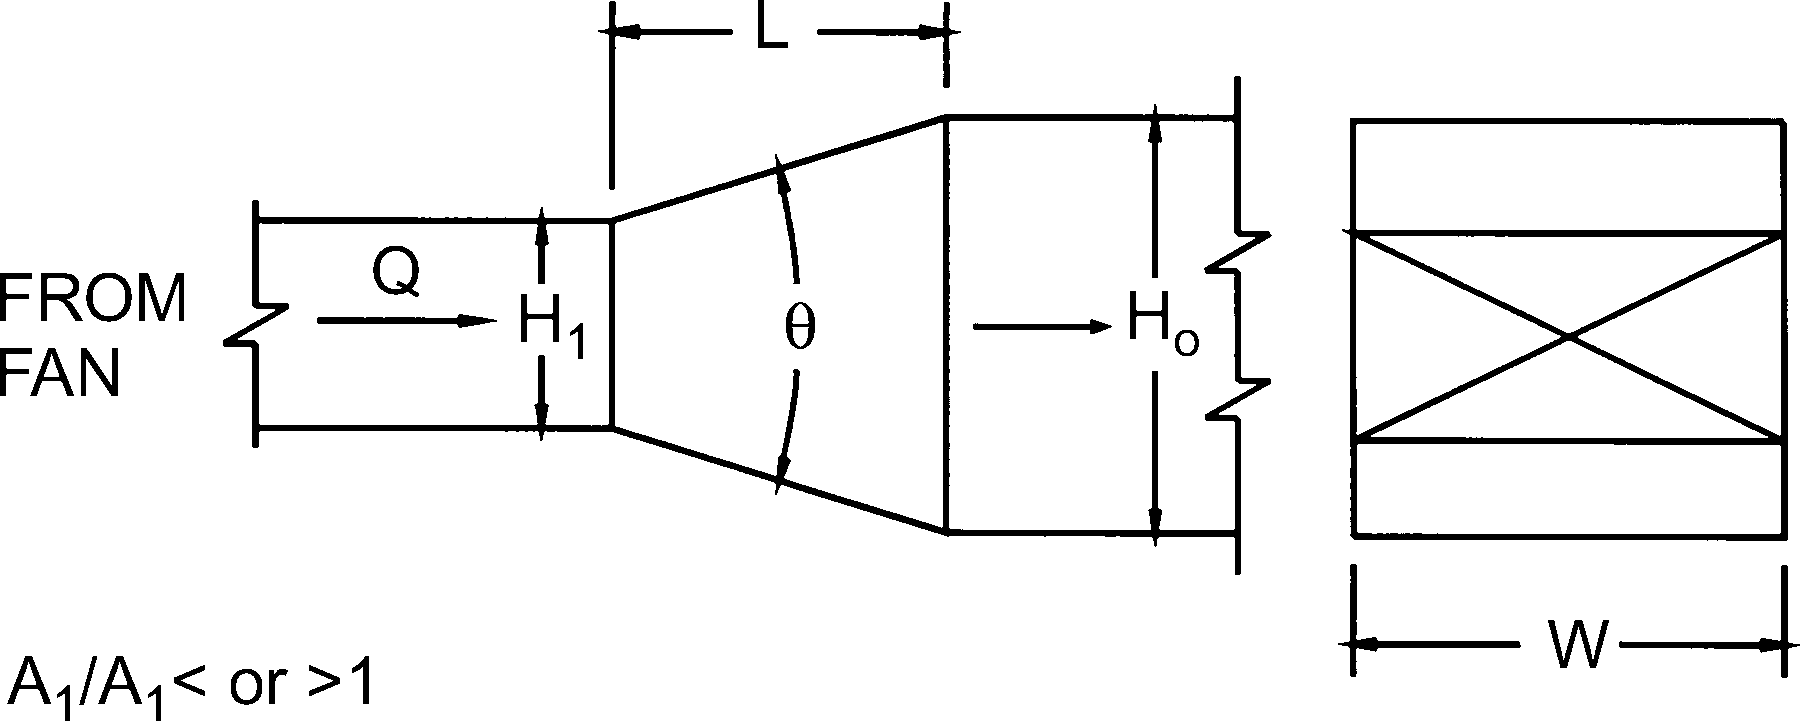 L
FROM
FAN
Q
H₁
θ
Hₒ
W
A₁/A₁< or >1